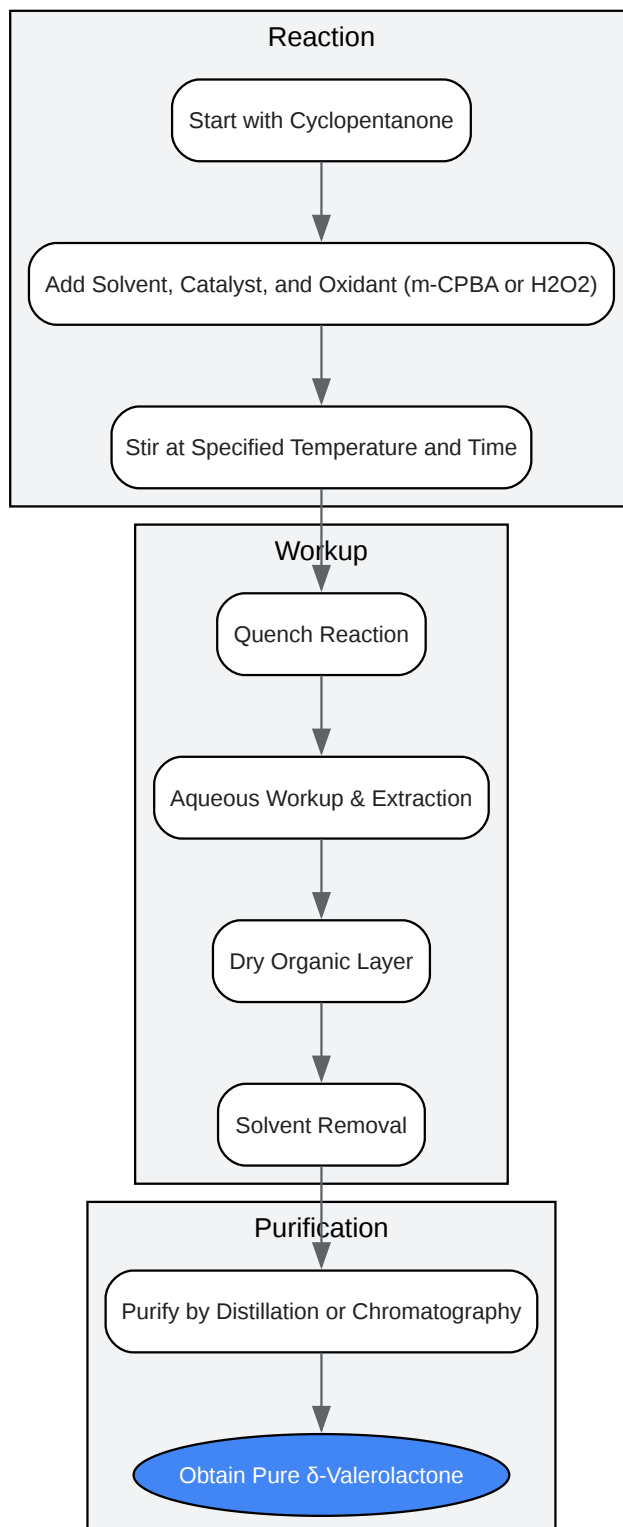 Reaction
Start with Cyclopentanone
Add Solvent, Catalyst, and Oxidant (m-CPBA or H2O2)
Stir at Specified Temperature and Time
Workup
Quench Reaction
Aqueous Workup & Extraction
Dry Organic Layer
Solvent Removal
Purification
Purify by Distillation or Chromatography
Obtain Pure δ-Valerolactone